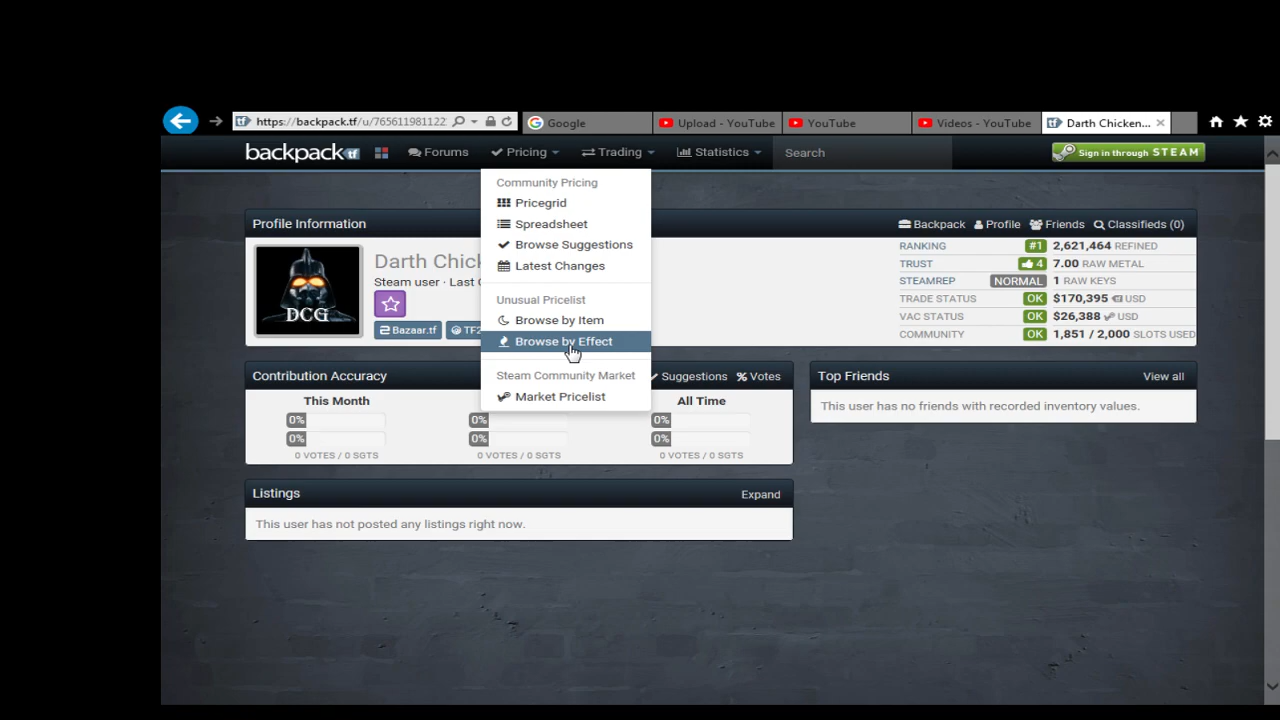 https://backpack.tf/u/765611981122
Google
Upload - YouTube
YouTube
Videos - YouTube
Darth Chicken...
backpack.tf
Forums
Pricing
Trading
Statistics
Search
Sign in through STEAM
Community Pricing
Pricegrid
Spreadsheet
Browse Suggestions
Latest Changes
Unusual Pricelist
Browse by Item
Browse by Effect
Steam Community Market
Market Pricelist
Profile Information
Backpack
Profile
Friends
Classifieds (0)
DCG
Darth Chick
Steam user · Last
Bazaar.tf
TF2
RANKING #1 2,621,464 REFINED
TRUST 4 7.00 RAW METAL
STEAMREP NORMAL 1 RAW KEYS
TRADE STATUS OK $170,395 USD
VAC STATUS OK $26,388 USD
COMMUNITY OK 1,851 / 2,000 SLOTS USED
Contribution Accuracy
Suggestions
Votes
This Month
All Time
0% 0% 0%
0% 0% 0%
0 VOTES / 0 SGTS 0 VOTES / 0 SGTS 0 VOTES / 0 SGTS
Top Friends
View all
This user has no friends with recorded inventory values.
Listings
Expand
This user has not posted any listings right now.